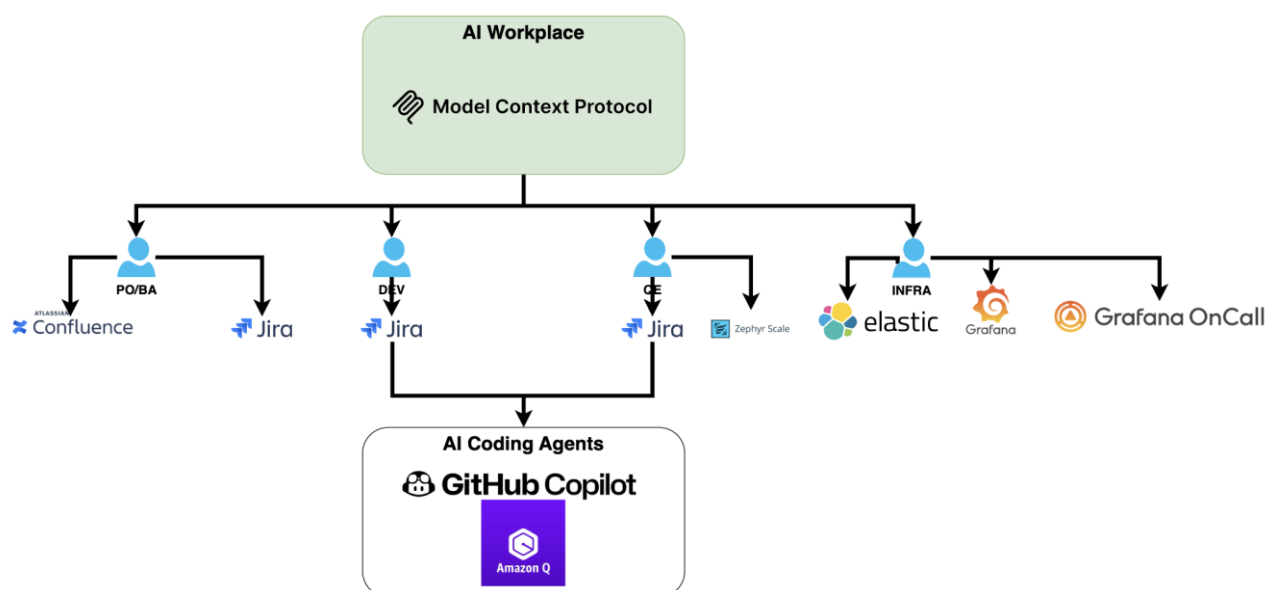 AI Workplace
Model Context Protocol
PO/BA
DEV
QE
INFRA
ATLASSIAN
Confluence
Jira
Jira
Jira
Zephyr Scale
elastic
Grafana
Grafana OnCall
AI Coding Agents
GitHub Copilot
Amazon Q